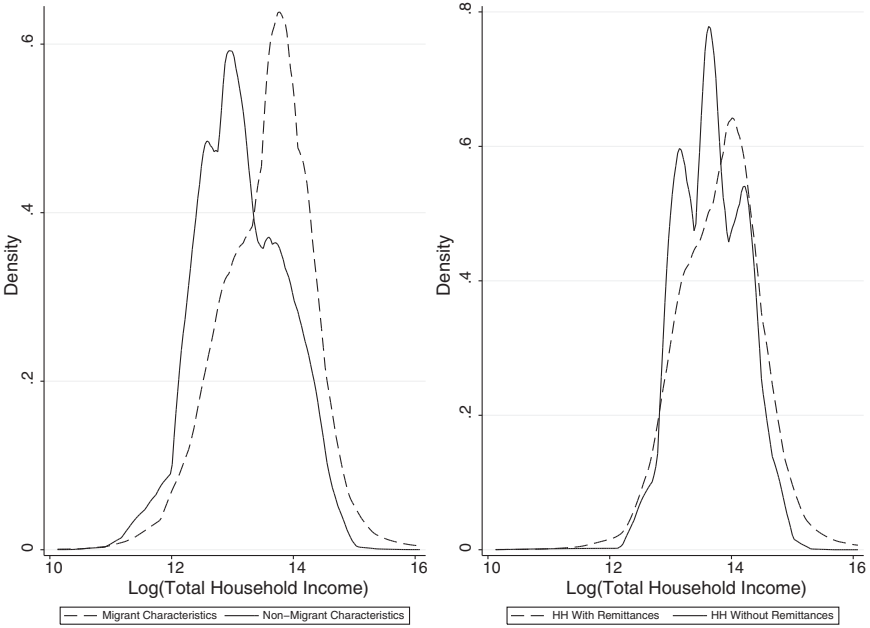 Density
0
.2
.4
.6
10
12
14
16
Log(Total Household Income)
Migrant Characteristics
Non−Migrant Characteristics
Density
0
.2
.4
.6
.8
10
12
14
16
Log(Total Household Income)
HH With Remittances
HH Without Remittances